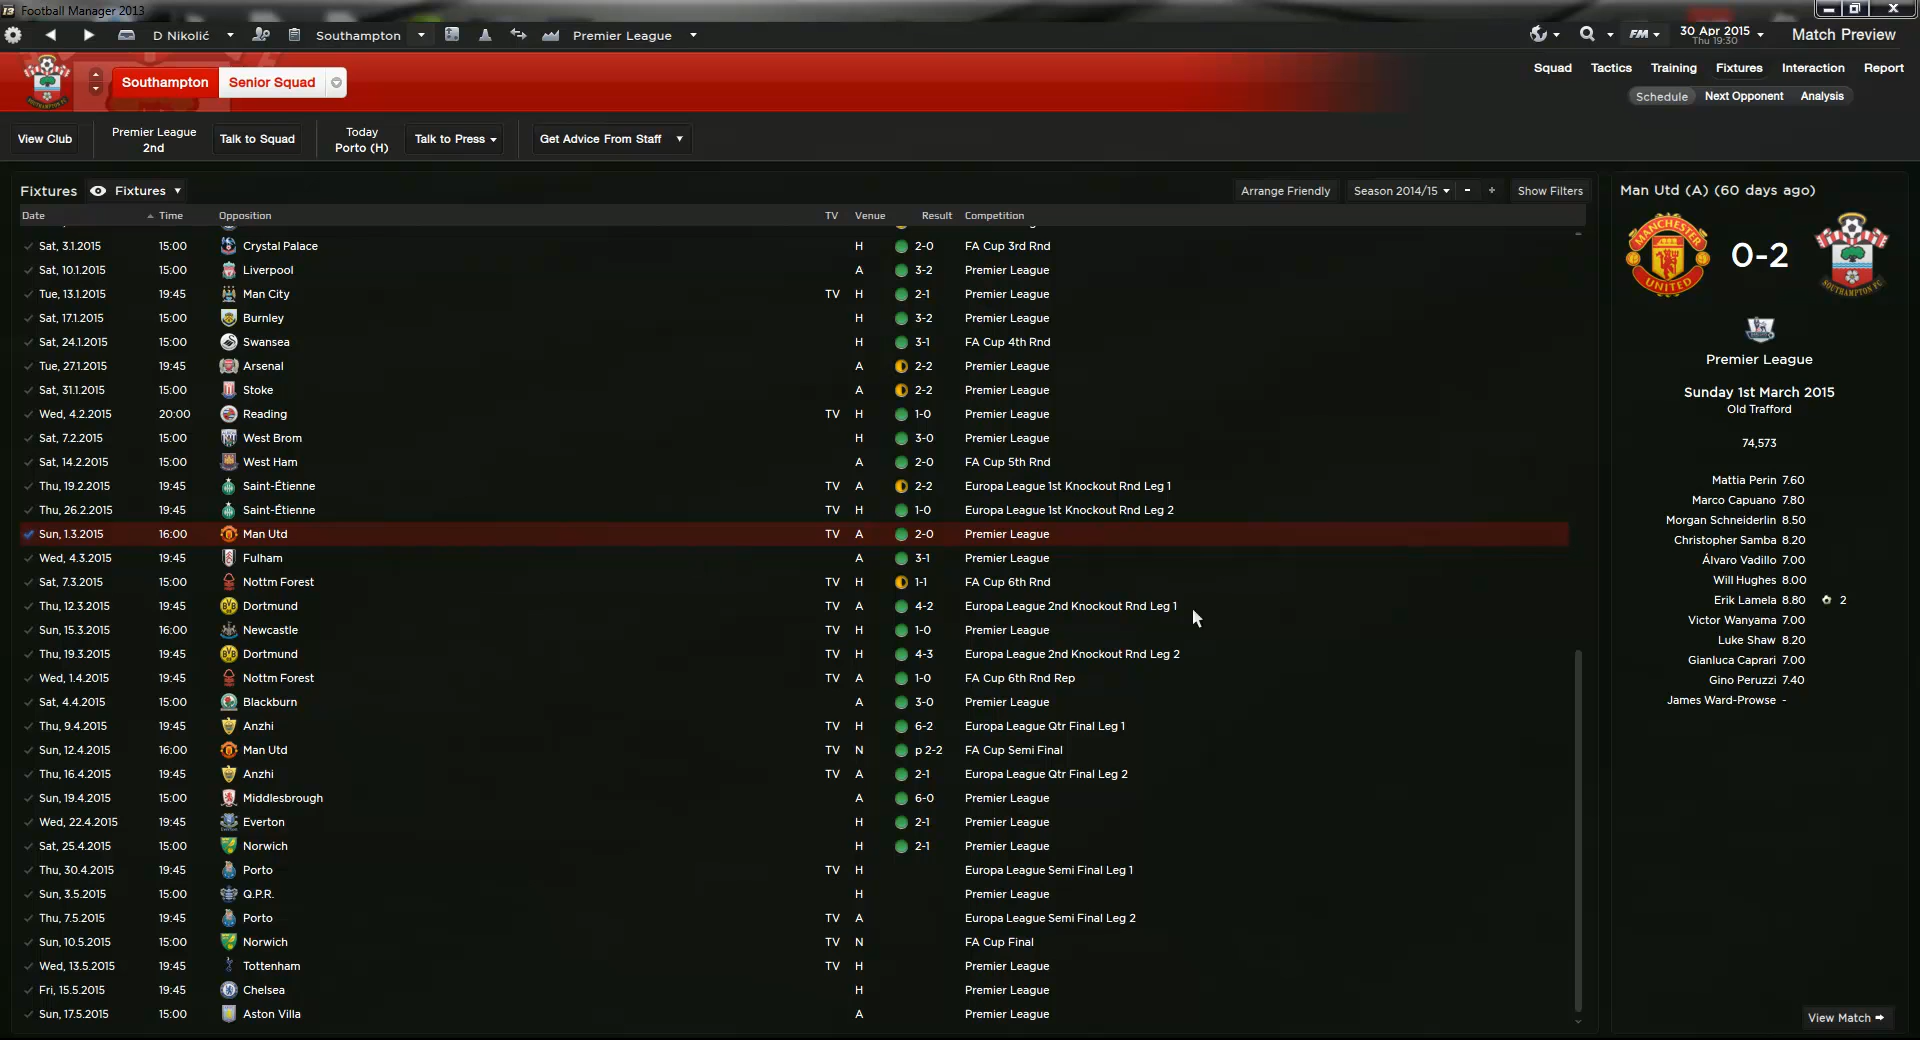 Football Manager 2013
D Nikolić Southampton Premier League FM 30 Apr 2015 Thu 19:30 Match Preview
Southampton Senior Squad
Squad Tactics Training Fixtures Interaction Report
Schedule Next Opponent Analysis
View Club Premier League 2nd Talk to Squad Today Porto (H) Talk to Press Get Advice From Staff
Fixtures Fixtures Arrange Friendly Season 2014/15 - + Show Filters
Date Time Opposition TV Venue Result Competition
Sat, 3.1.2015 15:00 Crystal Palace H 2-0 FA Cup 3rd Rnd
Sat, 10.1.2015 15:00 Liverpool A 3-2 Premier League
Tue, 13.1.2015 19:45 Man City TV H 2-1 Premier League
Sat, 17.1.2015 15:00 Burnley H 3-2 Premier League
Sat, 24.1.2015 15:00 Swansea H 3-1 FA Cup 4th Rnd
Tue, 27.1.2015 19:45 Arsenal A 2-2 Premier League
Sat, 31.1.2015 15:00 Stoke A 2-2 Premier League
Wed, 4.2.2015 20:00 Reading TV H 1-0 Premier League
Sat, 7.2.2015 15:00 West Brom H 3-0 Premier League
Sat, 14.2.2015 15:00 West Ham A 2-0 FA Cup 5th Rnd
Thu, 19.2.2015 19:45 Saint-Étienne TV A 2-2 Europa League 1st Knockout Rnd Leg 1
Thu, 26.2.2015 19:45 Saint-Étienne TV H 1-0 Europa League 1st Knockout Rnd Leg 2
Sun, 1.3.2015 16:00 Man Utd TV A 2-0 Premier League
Wed, 4.3.2015 19:45 Fulham A 3-1 Premier League
Sat, 7.3.2015 15:00 Nottm Forest TV H 1-1 FA Cup 6th Rnd
Thu, 12.3.2015 19:45 Dortmund TV A 4-2 Europa League 2nd Knockout Rnd Leg 1
Sun, 15.3.2015 16:00 Newcastle TV H 1-0 Premier League
Thu, 19.3.2015 19:45 Dortmund TV H 4-3 Europa League 2nd Knockout Rnd Leg 2
Wed, 1.4.2015 19:45 Nottm Forest TV A 1-0 FA Cup 6th Rnd Rep
Sat, 4.4.2015 15:00 Blackburn A 3-0 Premier League
Thu, 9.4.2015 19:45 Anzhi TV H 6-2 Europa League Qtr Final Leg 1
Sun, 12.4.2015 16:00 Man Utd TV N p 2-2 FA Cup Semi Final
Thu, 16.4.2015 19:45 Anzhi TV A 2-1 Europa League Qtr Final Leg 2
Sun, 19.4.2015 15:00 Middlesbrough A 6-0 Premier League
Wed, 22.4.2015 19:45 Everton H 2-1 Premier League
Sat, 25.4.2015 15:00 Norwich H 2-1 Premier League
Thu, 30.4.2015 19:45 Porto TV H Europa League Semi Final Leg 1
Sun, 3.5.2015 15:00 Q.P.R. H Premier League
Thu, 7.5.2015 19:45 Porto TV A Europa League Semi Final Leg 2
Sun, 10.5.2015 15:00 Norwich TV N FA Cup Final
Wed, 13.5.2015 19:45 Tottenham TV H Premier League
Fri, 15.5.2015 19:45 Chelsea H Premier League
Sun, 17.5.2015 15:00 Aston Villa A Premier League
Man Utd (A) (60 days ago)
MANCHESTER UNITED 0-2 SOUTHAMPTON FC
Premier League
Sunday 1st March 2015
Old Trafford
74,573
Mattia Perin 7.60
Marco Capuano 7.80
Morgan Schneiderlin 8.50
Christopher Samba 8.20
Álvaro Vadillo 7.00
Will Hughes 8.00
Erik Lamela 8.80 2
Victor Wanyama 7.00
Luke Shaw 8.20
Gianluca Caprari 7.00
Gino Peruzzi 7.40
James Ward-Prowse -
View Match